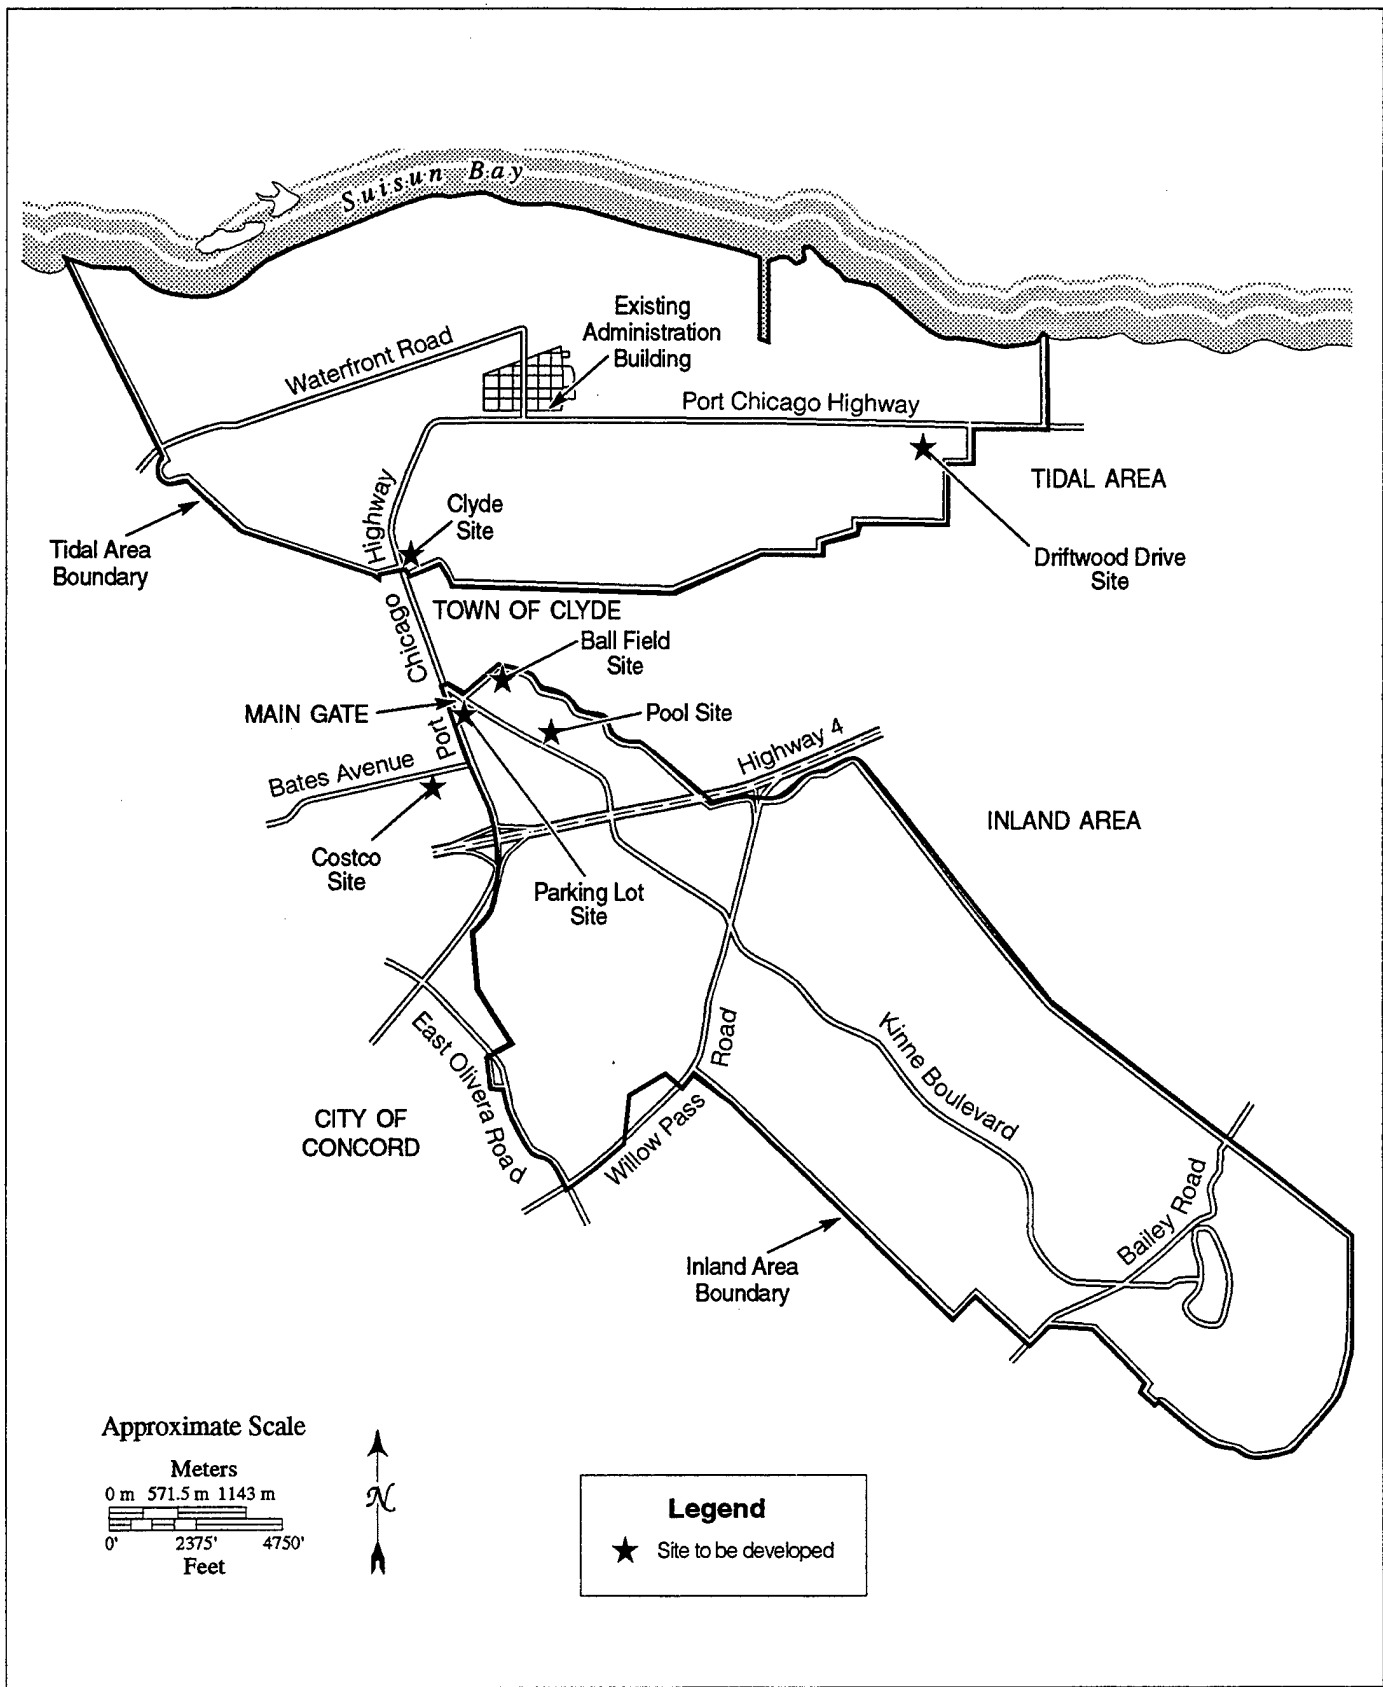 Suisun Bay
Existing
Administration
Building
Waterfront Road
Port Chicago Highway
TIDAL AREA
Highway
Clyde
Site
Tidal Area
Boundary
Driftwood Drive
Site
Chicago
TOWN OF CLYDE
Ball Field
Site
MAIN GATE
Port
Pool Site
Highway 4
Bates Avenue
INLAND AREA
Costco
Site
Parking Lot
Site
East Olivera Road
Road
Kinne Boulevard
CITY OF
CONCORD
Willow Pass
Bailey Road
Inland Area
Boundary
Approximate Scale
Meters
0 m 571.5 m 1143 m
0' 2375' 4750'
Feet
N
Legend
Site to be developed